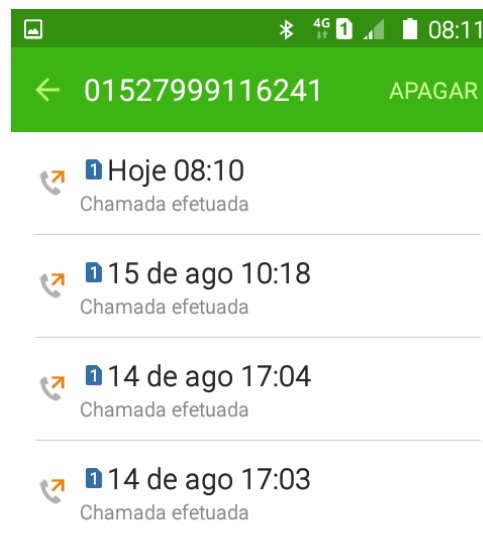 4G 1 08:11
01527999116241 APAGAR
1 Hoje 08:10
Chamada efetuada
1 15 de ago 10:18
Chamada efetuada
1 14 de ago 17:04
Chamada efetuada
1 14 de ago 17:03
Chamada efetuada